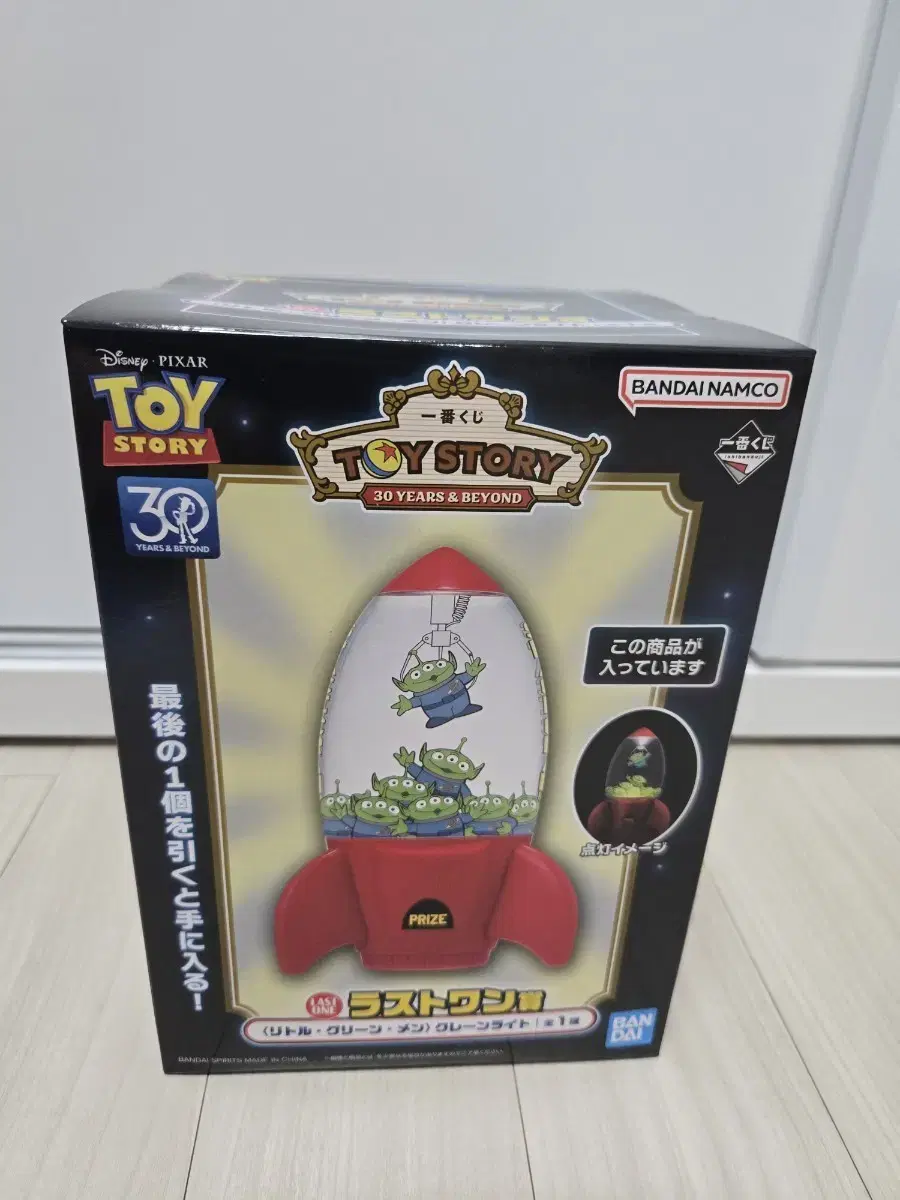 Disney · PIXAR
TOY
STORY
30
YEARS & BEYOND
一番くじ
TOY STORY
30 YEARS & BEYOND
BANDAI NAMCO
一番くじ
ichibankuji
この商品が
入っています
点灯イメージ
最後の1個を引くと手に入る!
PRIZE
LAST
ONE
ラストワン賞
〈リトル・グリーン・メン〉クレーンライト
全1種
BAN
DAI
BANDAI SPIRITS MADE IN CHINA